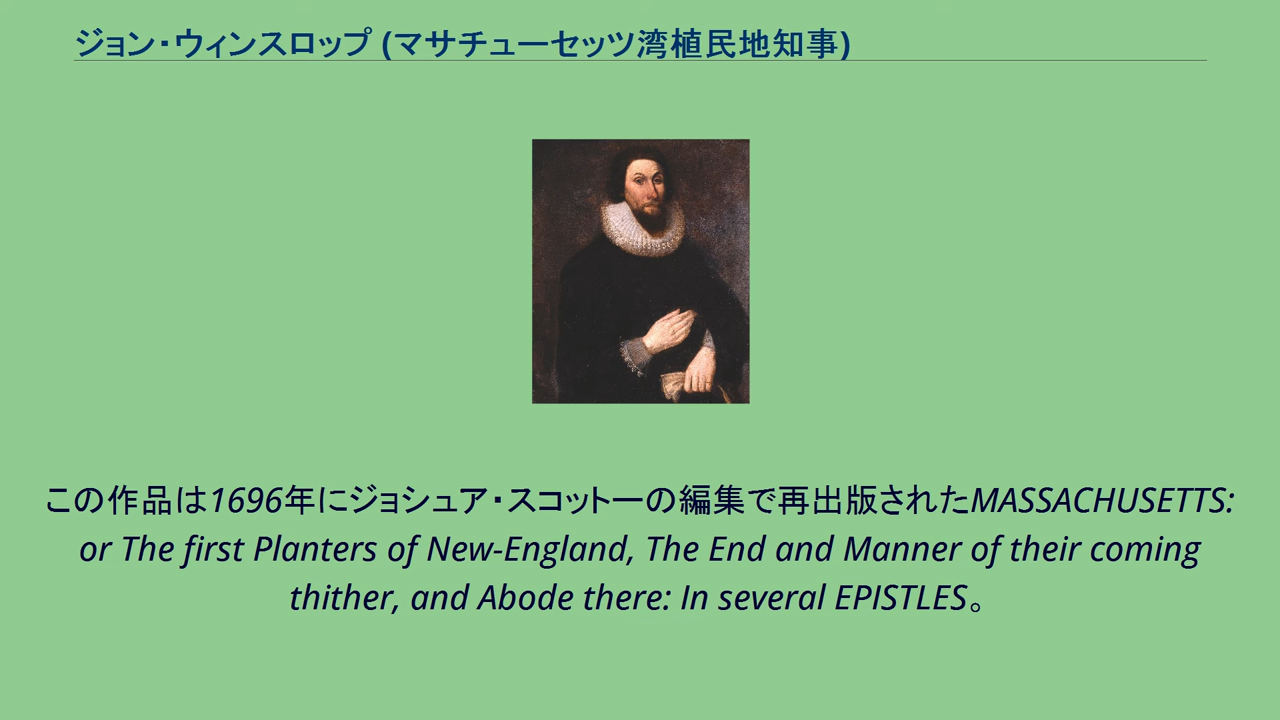 ジョン・ウィンスロップ (マサチューセッツ湾植民地知事)
この作品は1696年にジョシュア・スコットーの編集で再出版されたMASSACHUSETTS:
or The first Planters of New-England, The End and Manner of their coming
thither, and Abode there: In several EPISTLES。